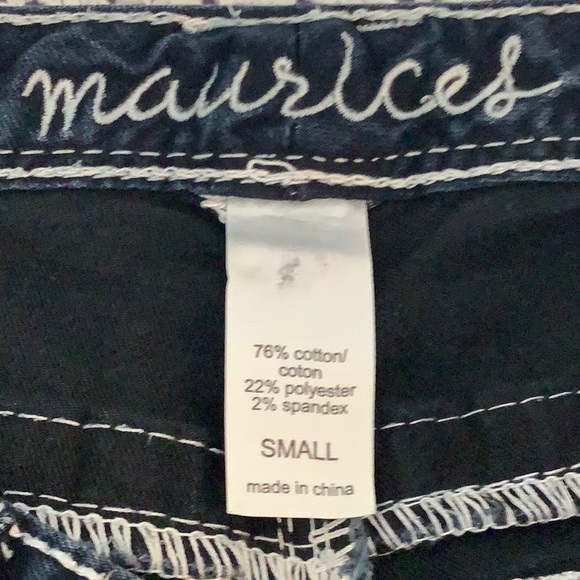 maurices
76% cotton/
coton
22% polyester
2% spandex
SMALL
made in china